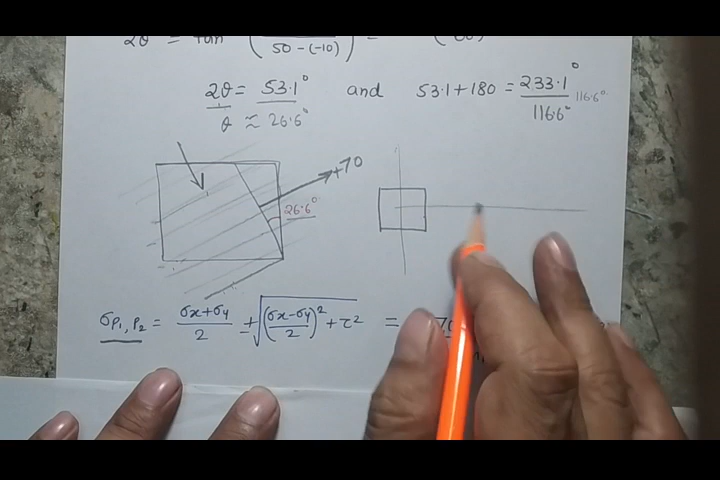 2θ = tan ( 50 - (-10) ) =
2θ = 53.1° and 53.1 + 180 = 233.1°
θ ≈ 26.6° 116.6° 116.6°
+70
26.6°
σP1, P2 = σx+σy / 2 ± √(σx-σy / 2)² + τ² =